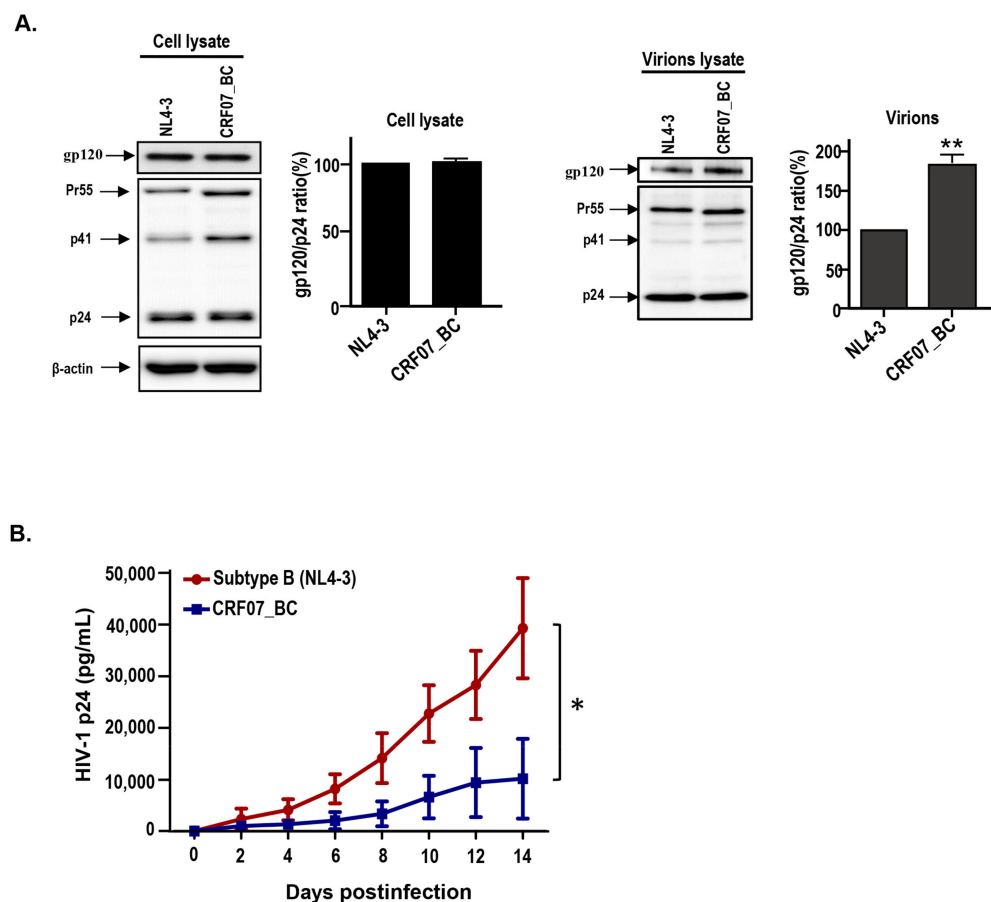 A.
Cell lysate
NL4-3
CRF07_BC
gp120
Pr55
p41
p24
β-actin
Cell lysate
gp120/p24 ratio(%)
100
50
0
NL4-3
CRF07_BC
Virions lysate
NL4-3
CRF07_BC
gp120
Pr55
p41
p24
Virions
**
gp120/p24 ratio(%)
200
150
100
50
0
NL4-3
CRF07_BC
B.
Subtype B (NL4-3)
CRF07_BC
HIV-1 p24 (pg/mL)
50,000
40,000
30,000
20,000
10,000
0
*
0 2 4 6 8 10 12 14
Days postinfection